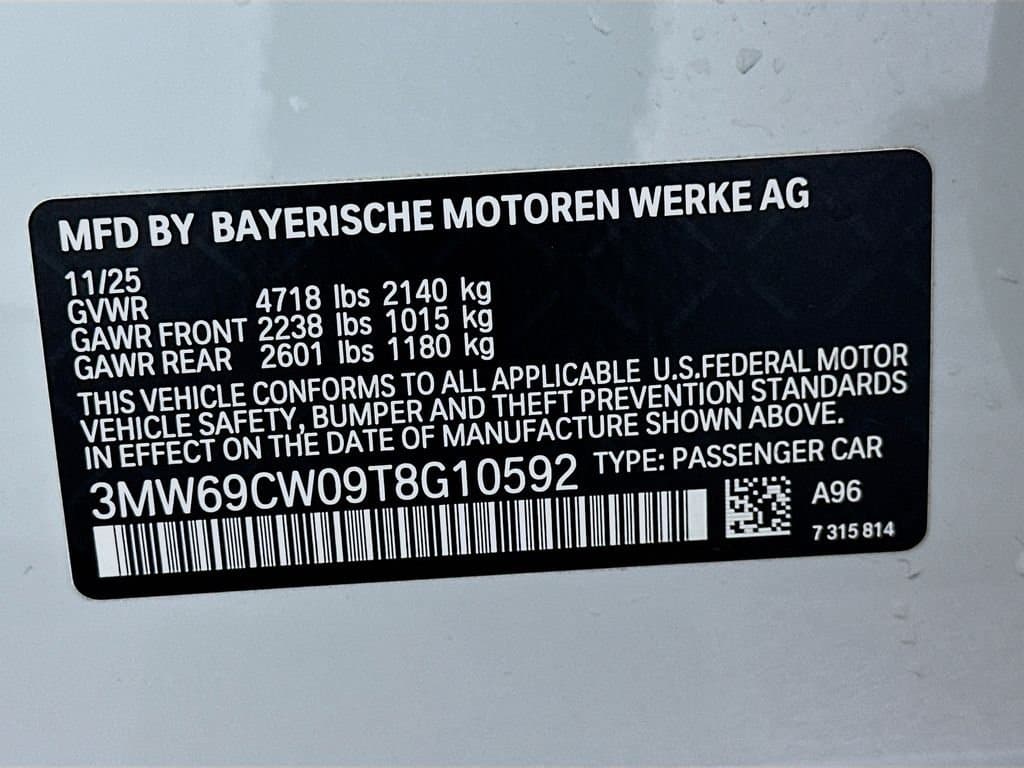 MFD BY BAYERISCHE MOTOREN WERKE AG
11/25
GVWR 4718 lbs 2140 kg
GAWR FRONT 2238 lbs 1015 kg
GAWR REAR 2601 lbs 1180 kg
THIS VEHICLE CONFORMS TO ALL APPLICABLE U.S.FEDERAL MOTOR
VEHICLE SAFETY, BUMPER AND THEFT PREVENTION STANDARDS
IN EFFECT ON THE DATE OF MANUFACTURE SHOWN ABOVE.
3MW69CW09T8G10592 TYPE: PASSENGER CAR
A96
7 315 814